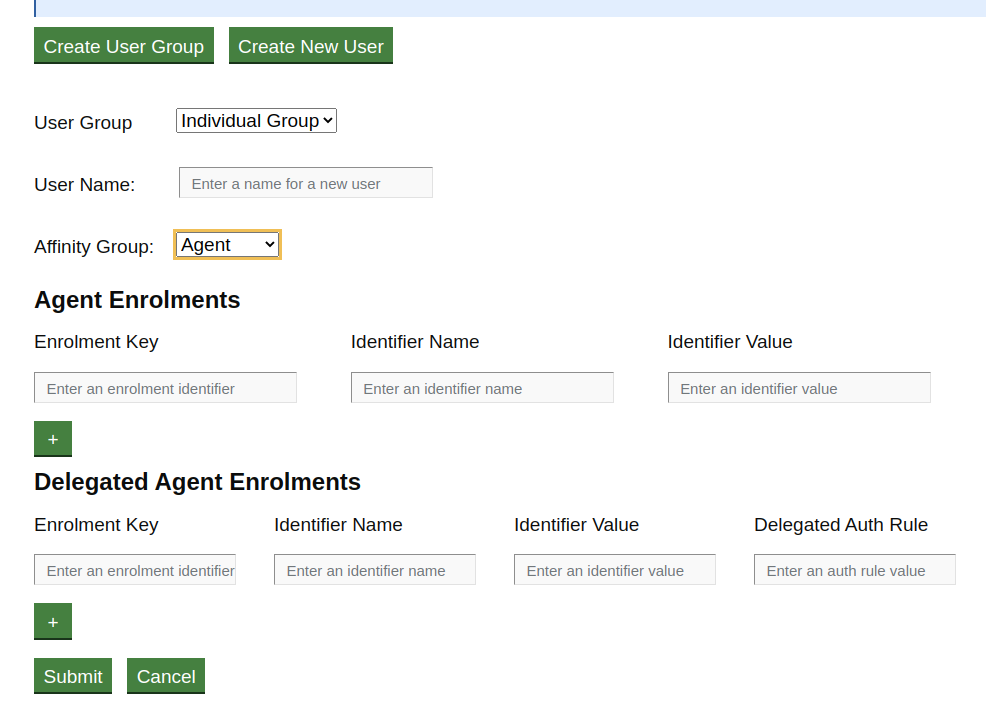 Create User Group Create New User
User Group Individual Group
User Name: Enter a name for a new user
Affinity Group: Agent
Agent Enrolments
Enrolment Key Identifier Name Identifier Value
Enter an enrolment identifier Enter an identifier name Enter an identifier value
+
Delegated Agent Enrolments
Enrolment Key Identifier Name Identifier Value Delegated Auth Rule
Enter an enrolment identifier Enter an identifier name Enter an identifier value Enter an auth rule value
+
Submit Cancel